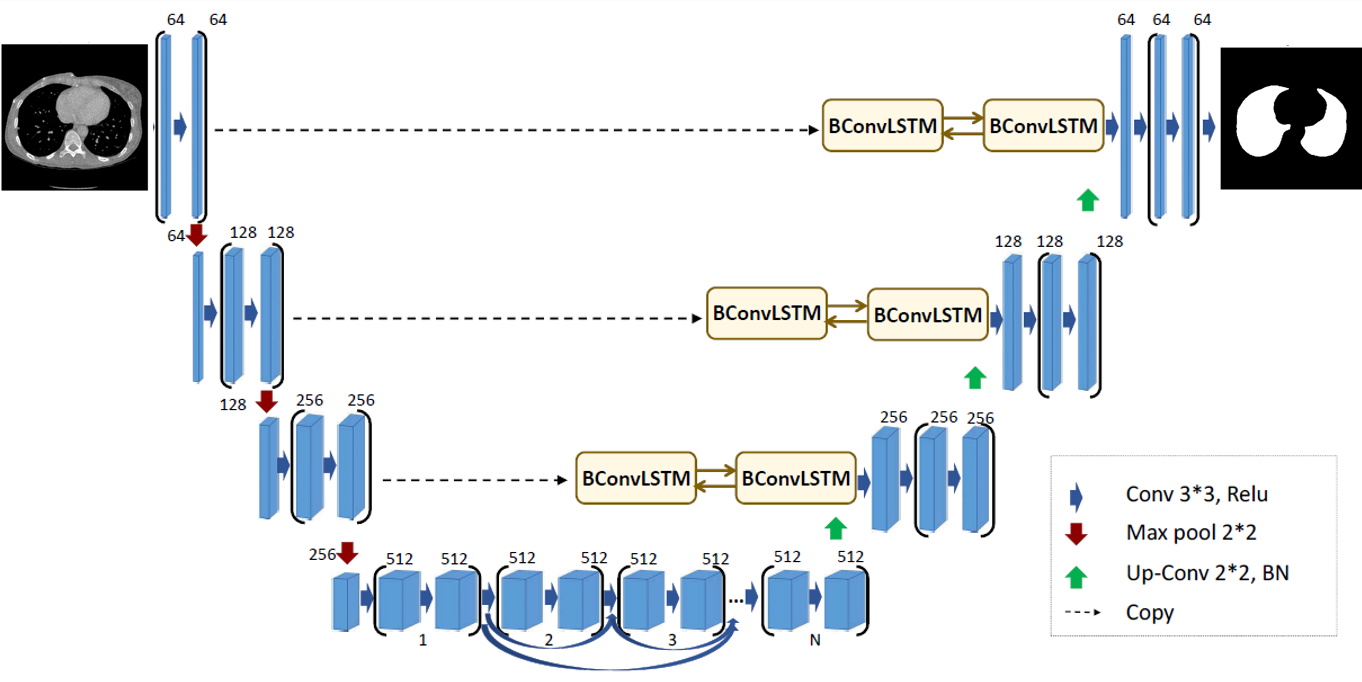 64 64
64 64 64
BConvLSTM BConvLSTM
64 128 128
128 128 128
BConvLSTM BConvLSTM
128 256 256
256 256 256
BConvLSTM BConvLSTM
256 512 512 512 512 512 512 ... 512 512
1 2 3 N
Conv 3*3, Relu
Max pool 2*2
Up-Conv 2*2, BN
Copy